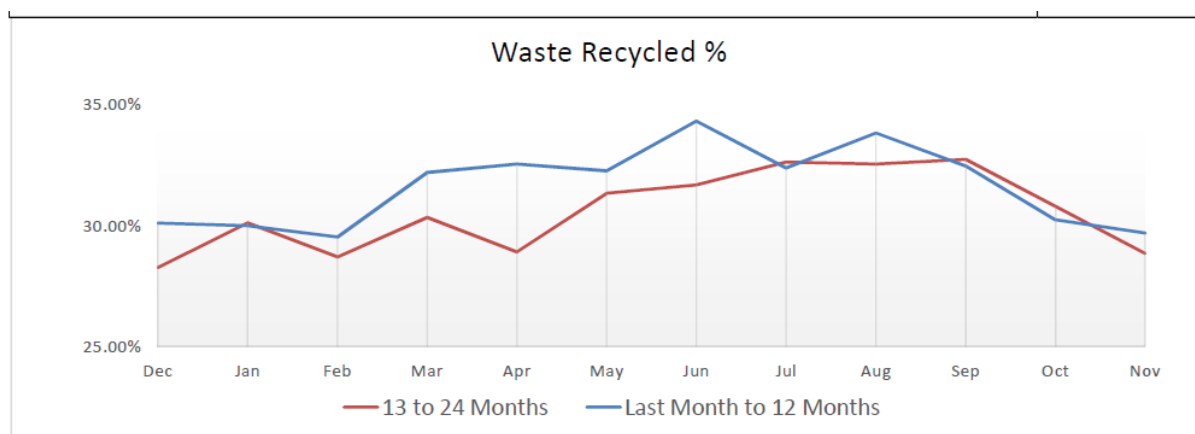 Waste Recycled %
35.00%
30.00%
25.00%
Dec Jan Feb Mar Apr May Jun Jul Aug Sep Oct Nov
13 to 24 Months Last Month to 12 Months